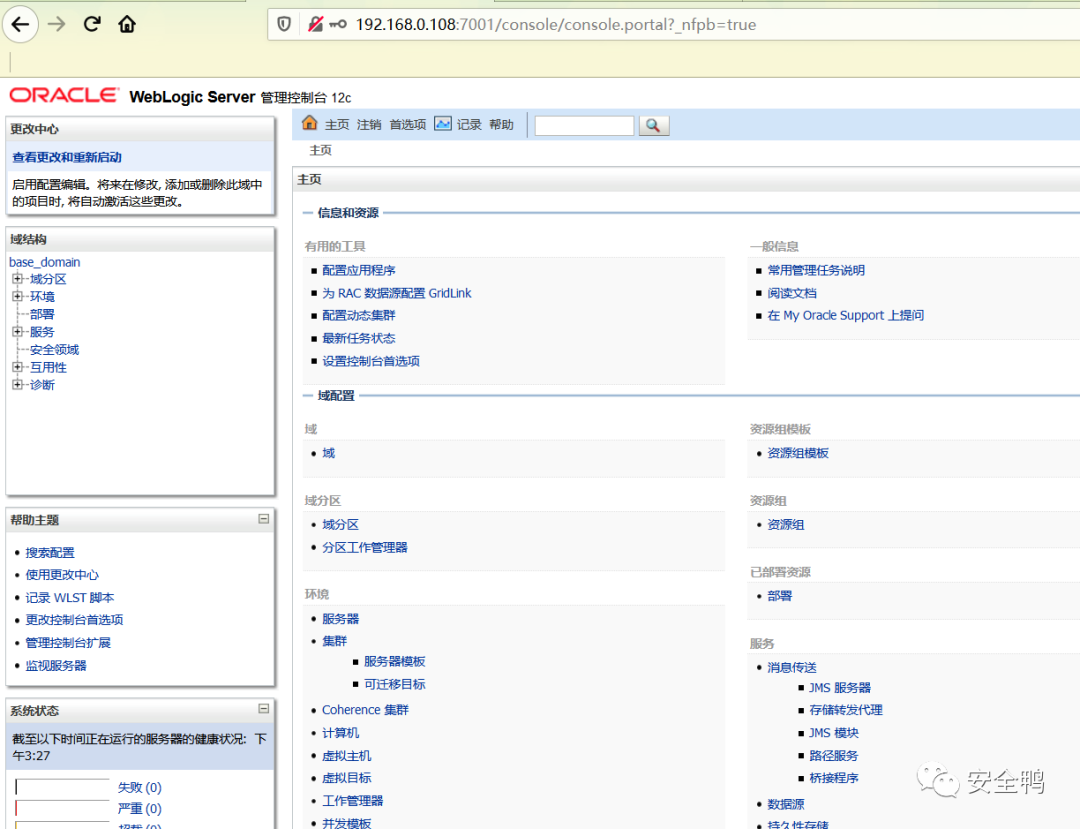 192.168.0.108:7001/console/console.portal?_nfpb=true
ORACLE WebLogic Server 管理控制台 12c
更改中心
查看更改和重新启动
启用配置编辑。将来在修改, 添加或删除此域中
的项目时, 将自动激活这些更改。
域结构
base_domain
域分区
环境
部署
服务
安全领域
互用性
诊断
帮助主题
搜索配置
使用更改中心
记录 WLST 脚本
更改控制台首选项
管理控制台扩展
监视服务器
系统状态
截至以下时间正在运行的服务器的健康状况: 下
午3:27
失败 (0)
严重 (0)
超载 (0)
主页 注销 首选项 记录 帮助
主页
主页
信息和资源
有用的工具
配置应用程序
为 RAC 数据源配置 GridLink
配置动态集群
最新任务状态
设置控制台首选项
一般信息
常用管理任务说明
阅读文档
在 My Oracle Support 上提问
域配置
域
域
域分区
域分区
分区工作管理器
环境
服务器
集群
服务器模板
可迁移目标
Coherence 集群
计算机
虚拟主机
虚拟目标
工作管理器
并发模板
资源组模板
资源组模板
资源组
资源组
已部署资源
部署
服务
消息传送
JMS 服务器
存储转发代理
JMS 模块
路径服务
桥接程序
数据源
持久性存储
安全鸭